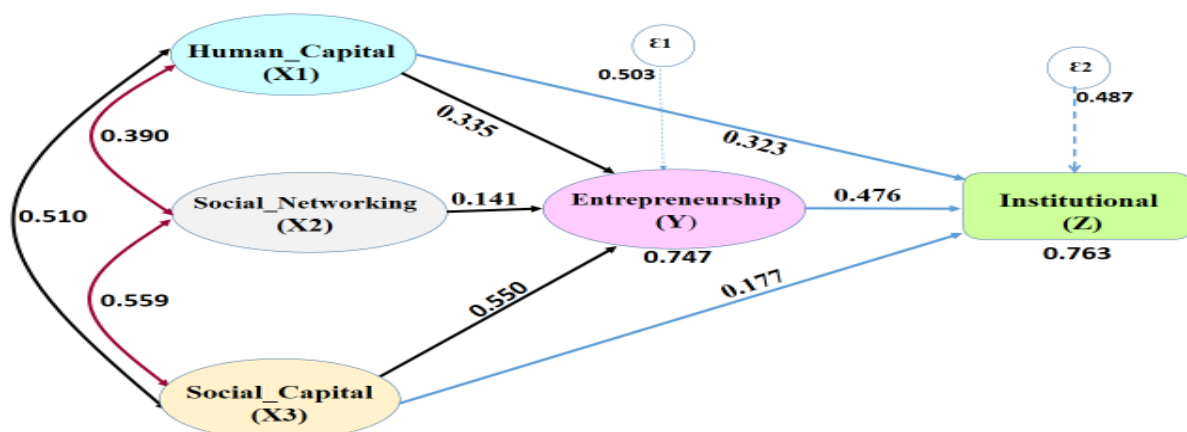 Human_Capital
(X1)
ε1
0.503
ε2
0.487
0.390
0.335
0.323
Social_Networking
(X2)
0.141
Entrepreneurship
(Y)
0.747
0.476
Institutional
(Z)
0.763
0.510
0.559
0.550
0.177
Social_Capital
(X3)